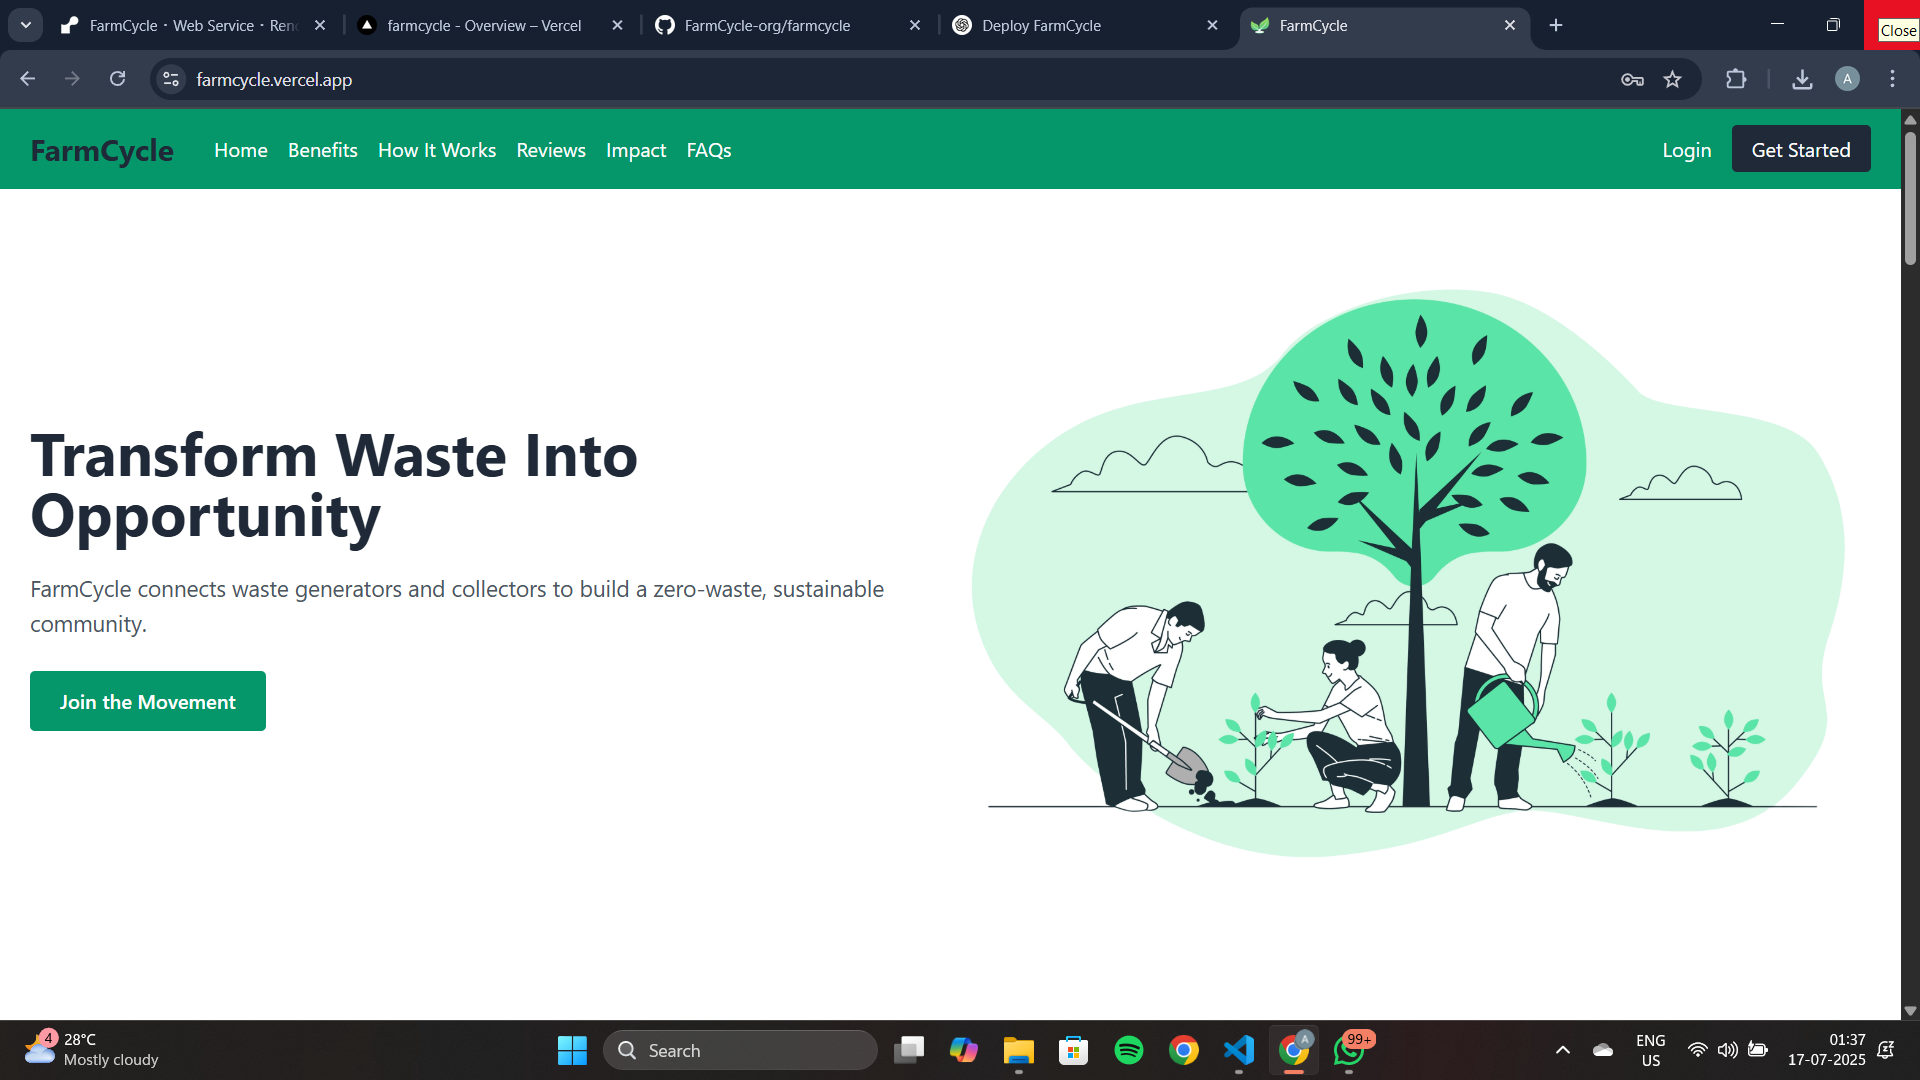 FarmCycle · Web Service · Ren
farmcycle - Overview – Vercel
FarmCycle-org/farmcycle
Deploy FarmCycle
FarmCycle
Close
farmcycle.vercel.app
A
FarmCycle
Home
Benefits
How It Works
Reviews
Impact
FAQs
Login
Get Started
Transform Waste Into
Opportunity
FarmCycle connects waste generators and collectors to build a zero-waste, sustainable
community.
Join the Movement
4
28°C
Mostly cloudy
Search
A
99+
ENG
US
01:37
17-07-2025